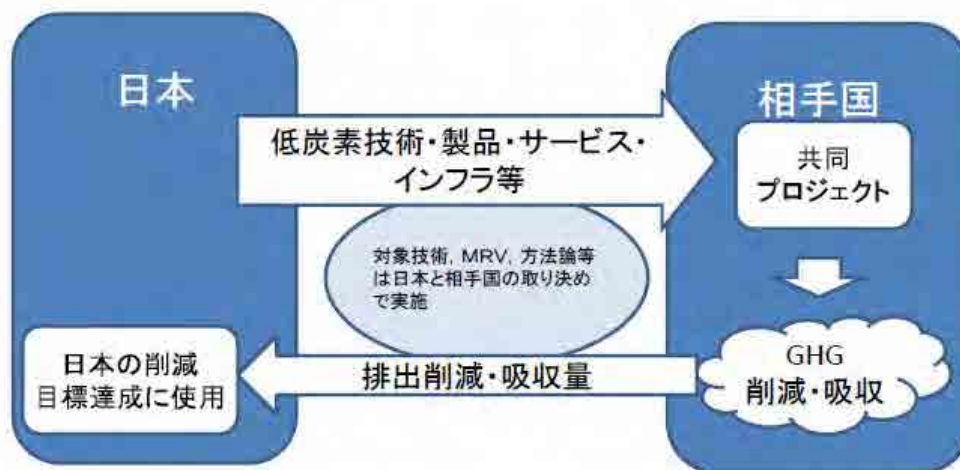 日本
相手国
低炭素技術・製品・サービス・
インフラ等
共同
プロジェクト
対象技術, MRV, 方法論等
は日本と相手国の取り決め
で実施
日本の削減
目標達成に使用
排出削減・吸収量
GHG
削減・吸収